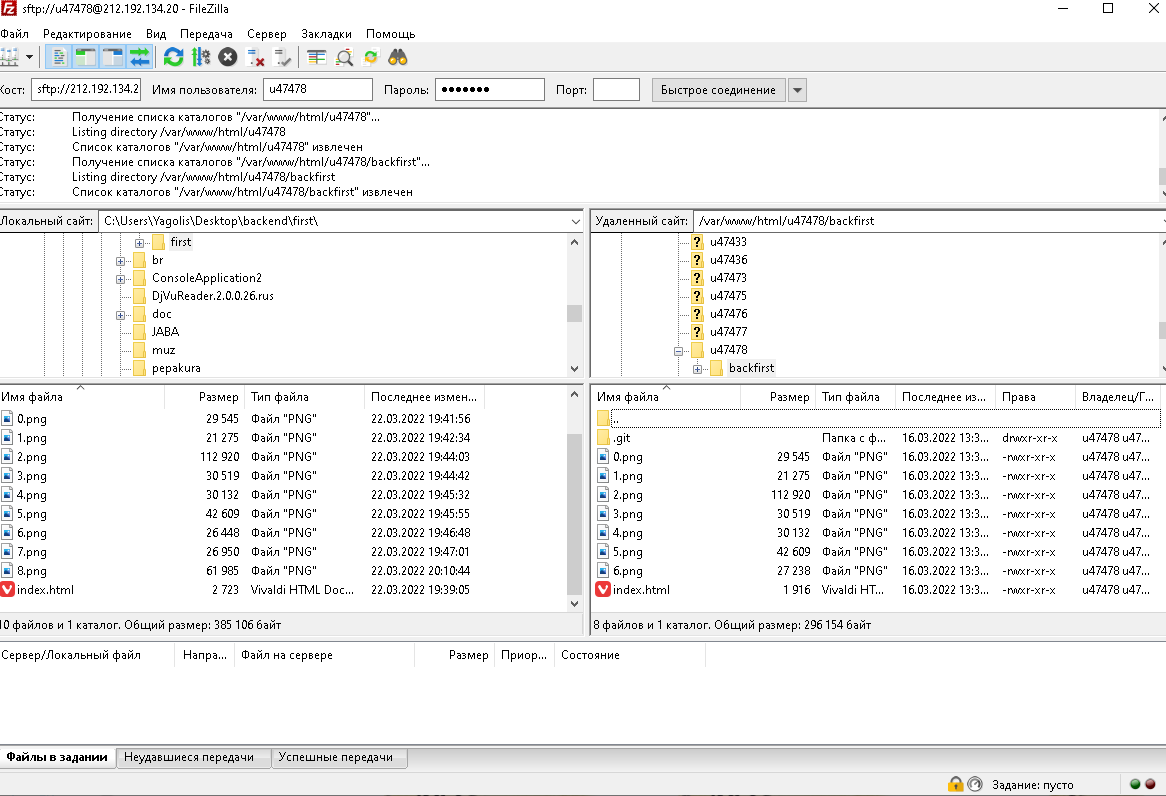 sftp://u47478@212.192.134.20 - FileZilla
Файл Редактирование Вид Передача Сервер Закладки Помощь
Хост: sftp://212.192.134.2 Имя пользователя: u47478 Пароль: ●●●●●●● Порт: Быстрое соединение
Статус: Получение списка каталогов "/var/www/html/u47478"...
Статус: Listing directory /var/www/html/u47478
Статус: Список каталогов "/var/www/html/u47478" извлечен
Статус: Получение списка каталогов "/var/www/html/u47478/backfirst"...
Статус: Listing directory /var/www/html/u47478/backfirst
Статус: Список каталогов "/var/www/html/u47478/backfirst" извлечен
Локальный сайт: C:\Users\Yagolis\Desktop\backend\first\
first
br
ConsoleApplication2
DjVuReader.2.0.0.26.rus
doc
JABA
muz
pepakura
Имя файла Размер Тип файла Последнее измен...
0.png 29 545 Файл "PNG" 22.03.2022 19:41:56
1.png 21 275 Файл "PNG" 22.03.2022 19:42:34
2.png 112 920 Файл "PNG" 22.03.2022 19:44:03
3.png 30 519 Файл "PNG" 22.03.2022 19:44:42
4.png 30 132 Файл "PNG" 22.03.2022 19:45:32
5.png 42 609 Файл "PNG" 22.03.2022 19:45:55
6.png 26 448 Файл "PNG" 22.03.2022 19:46:48
7.png 26 950 Файл "PNG" 22.03.2022 19:47:01
8.png 61 985 Файл "PNG" 22.03.2022 20:10:44
index.html 2 723 Vivaldi HTML Doc... 22.03.2022 19:39:05
10 файлов и 1 каталог. Общий размер: 385 106 байт
Удаленный сайт: /var/www/html/u47478/backfirst
u47433
u47436
u47473
u47475
u47476
u47477
u47478
backfirst
Имя файла Размер Тип файла Последнее из... Права Владелец/Г...
..
.git Папка с ф... 16.03.2022 13:3... drwxr-xr-x u47478 u47...
0.png 29 545 Файл "PNG" 16.03.2022 13:3... -rwxr-xr-x u47478 u47...
1.png 21 275 Файл "PNG" 16.03.2022 13:3... -rwxr-xr-x u47478 u47...
2.png 112 920 Файл "PNG" 16.03.2022 13:3... -rwxr-xr-x u47478 u47...
3.png 30 519 Файл "PNG" 16.03.2022 13:3... -rwxr-xr-x u47478 u47...
4.png 30 132 Файл "PNG" 16.03.2022 13:3... -rwxr-xr-x u47478 u47...
5.png 42 609 Файл "PNG" 16.03.2022 13:3... -rwxr-xr-x u47478 u47...
6.png 27 238 Файл "PNG" 16.03.2022 13:3... -rwxr-xr-x u47478 u47...
index.html 1 916 Vivaldi HT... 16.03.2022 13:3... -rwxr-xr-x u47478 u47...
8 файлов и 1 каталог. Общий размер: 296 154 байт
Сервер/Локальный файл Напра... Файл на сервере Размер Приор... Состояние
Файлы в задании Неудавшиеся передачи Успешные передачи
Задание: пусто